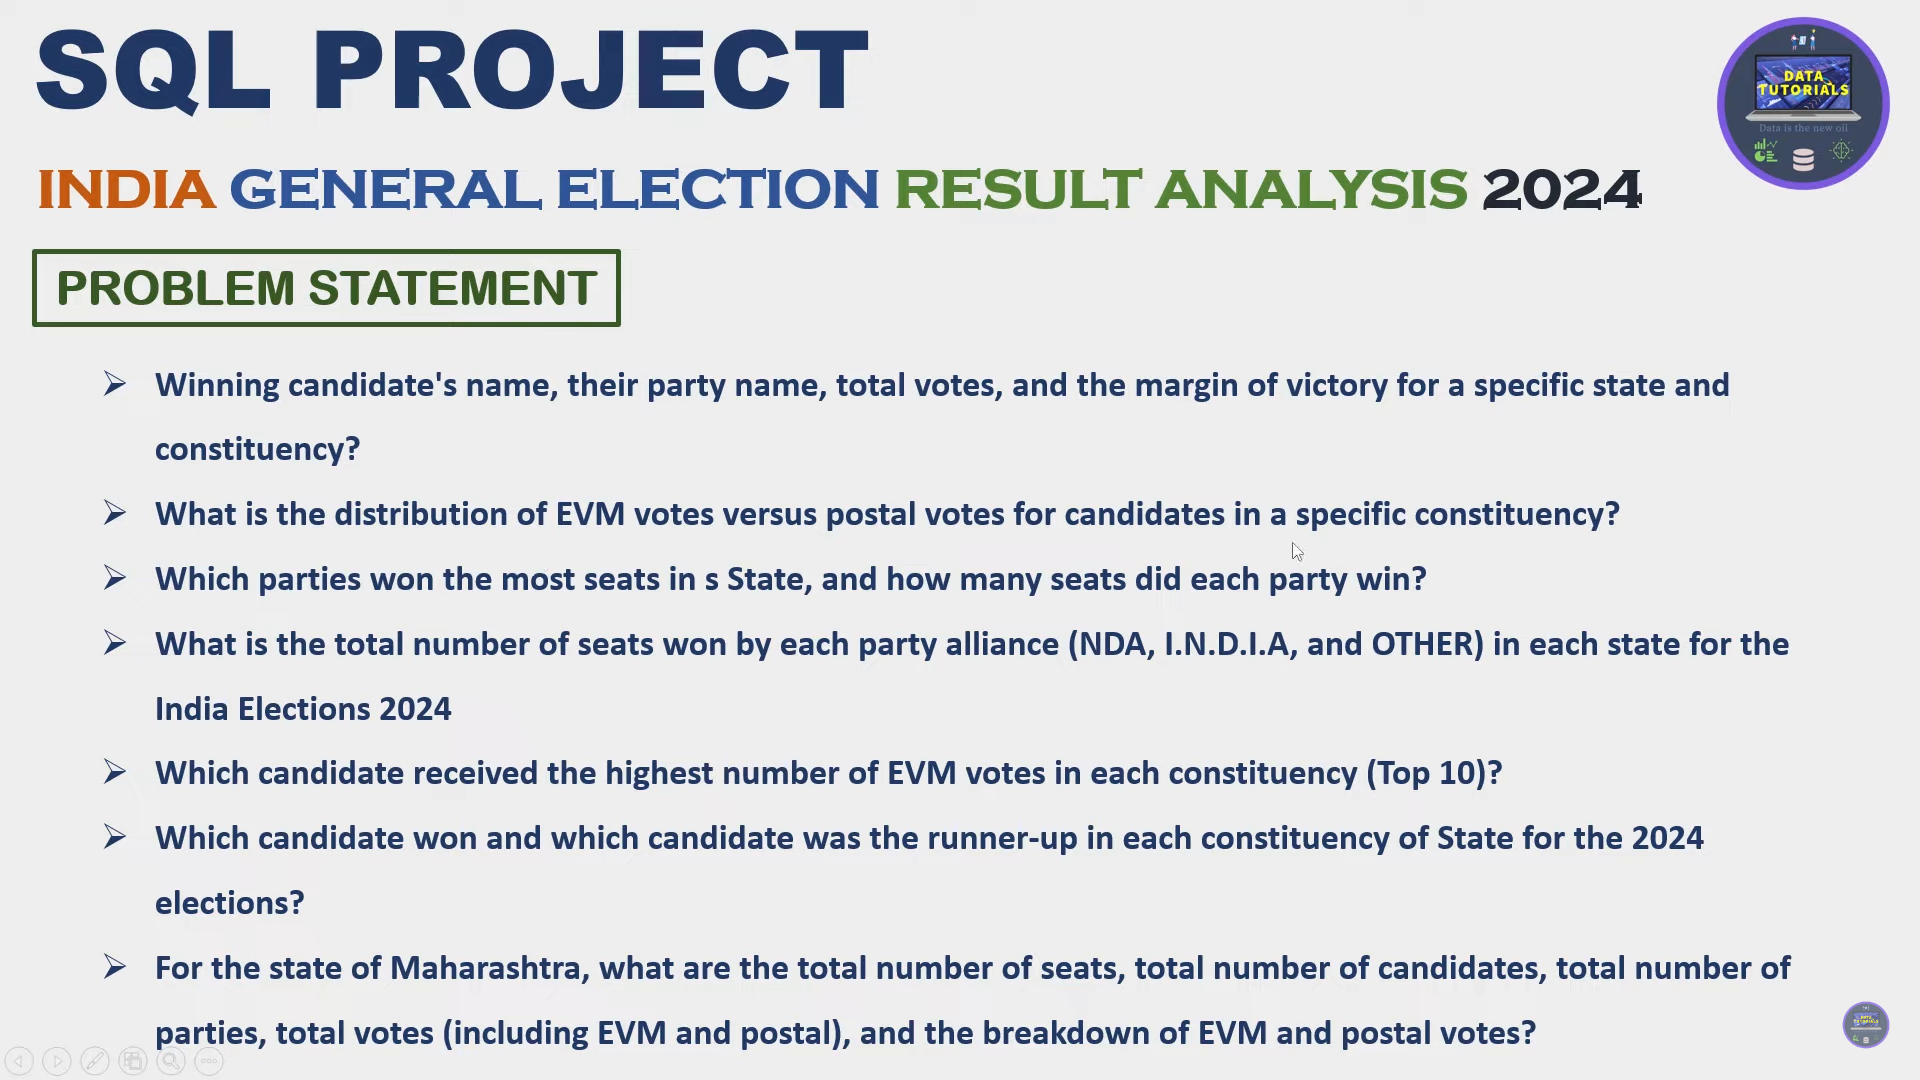 SQL PROJECT
DATA
TUTORIALS
Data is the new oil
INDIA GENERAL ELECTION RESULT ANALYSIS 2024
PROBLEM STATEMENT
Winning candidate's name, their party name, total votes, and the margin of victory for a specific state and
constituency?
What is the distribution of EVM votes versus postal votes for candidates in a specific constituency?
Which parties won the most seats in s State, and how many seats did each party win?
What is the total number of seats won by each party alliance (NDA, I.N.D.I.A, and OTHER) in each state for the
India Elections 2024
Which candidate received the highest number of EVM votes in each constituency (Top 10)?
Which candidate won and which candidate was the runner-up in each constituency of State for the 2024
elections?
For the state of Maharashtra, what are the total number of seats, total number of candidates, total number of
parties, total votes (including EVM and postal), and the breakdown of EVM and postal votes?
DATA
TUTORIALS